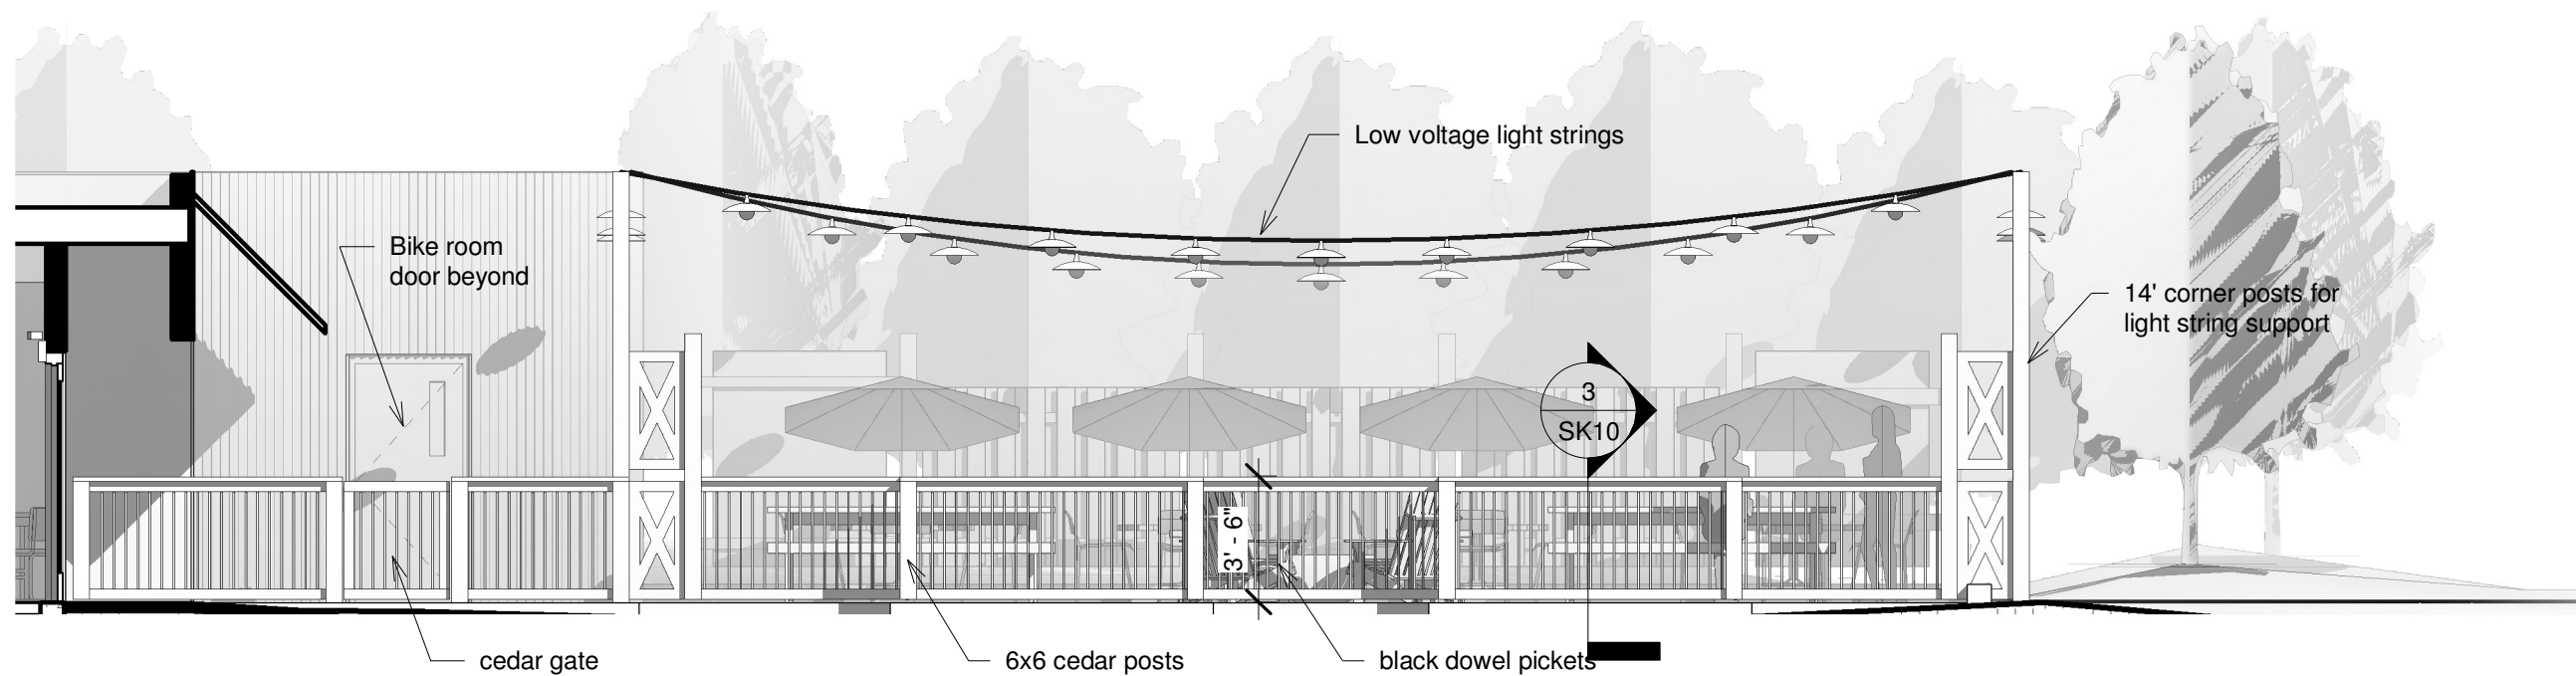 Low voltage light strings
Bike room
door beyond
14' corner posts for
light string support
3
SK10
3' - 6"
cedar gate
6x6 cedar posts
black dowel pickets